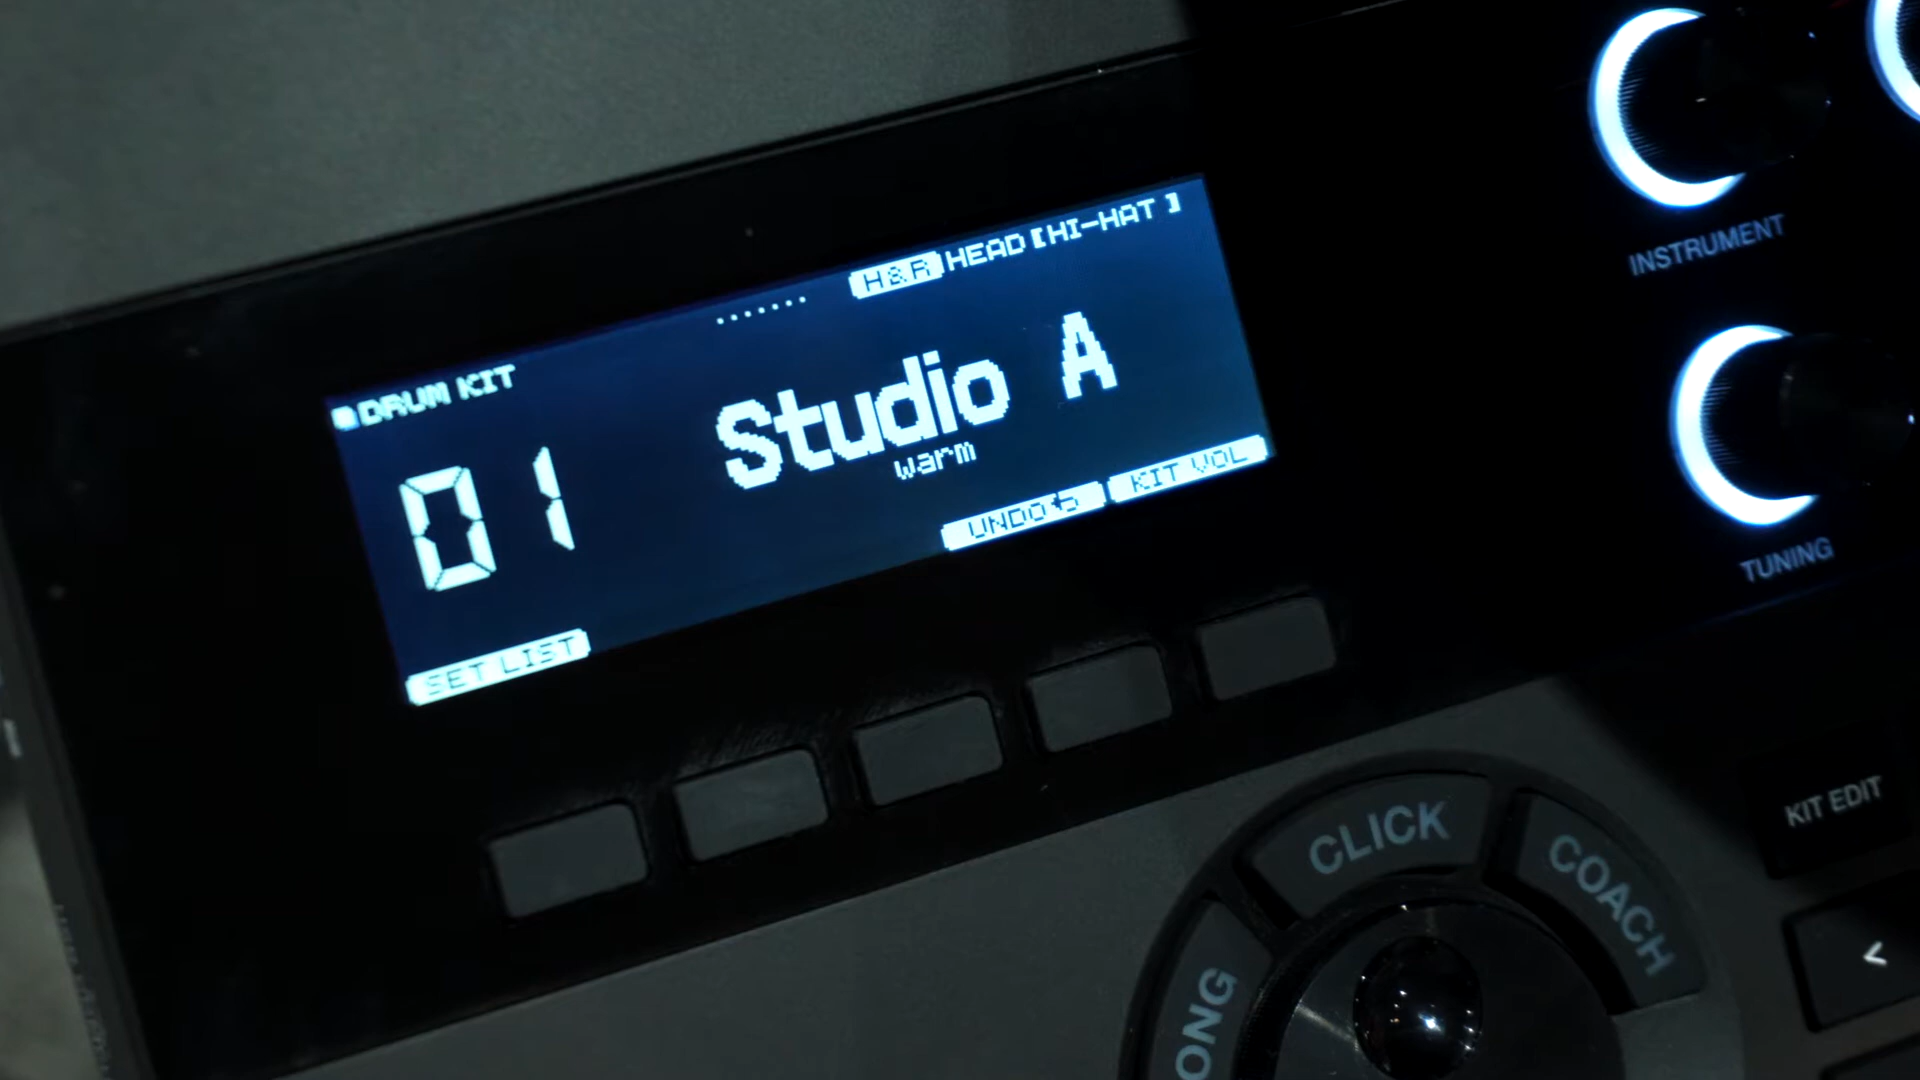 DRUM KIT
H&R HEAD [HI-HAT ]
01
Studio A
warm
UNDO
KIT VOL
SET LIST
INSTRUMENT
TUNING
KIT EDIT
CLICK
COACH
ONG
<